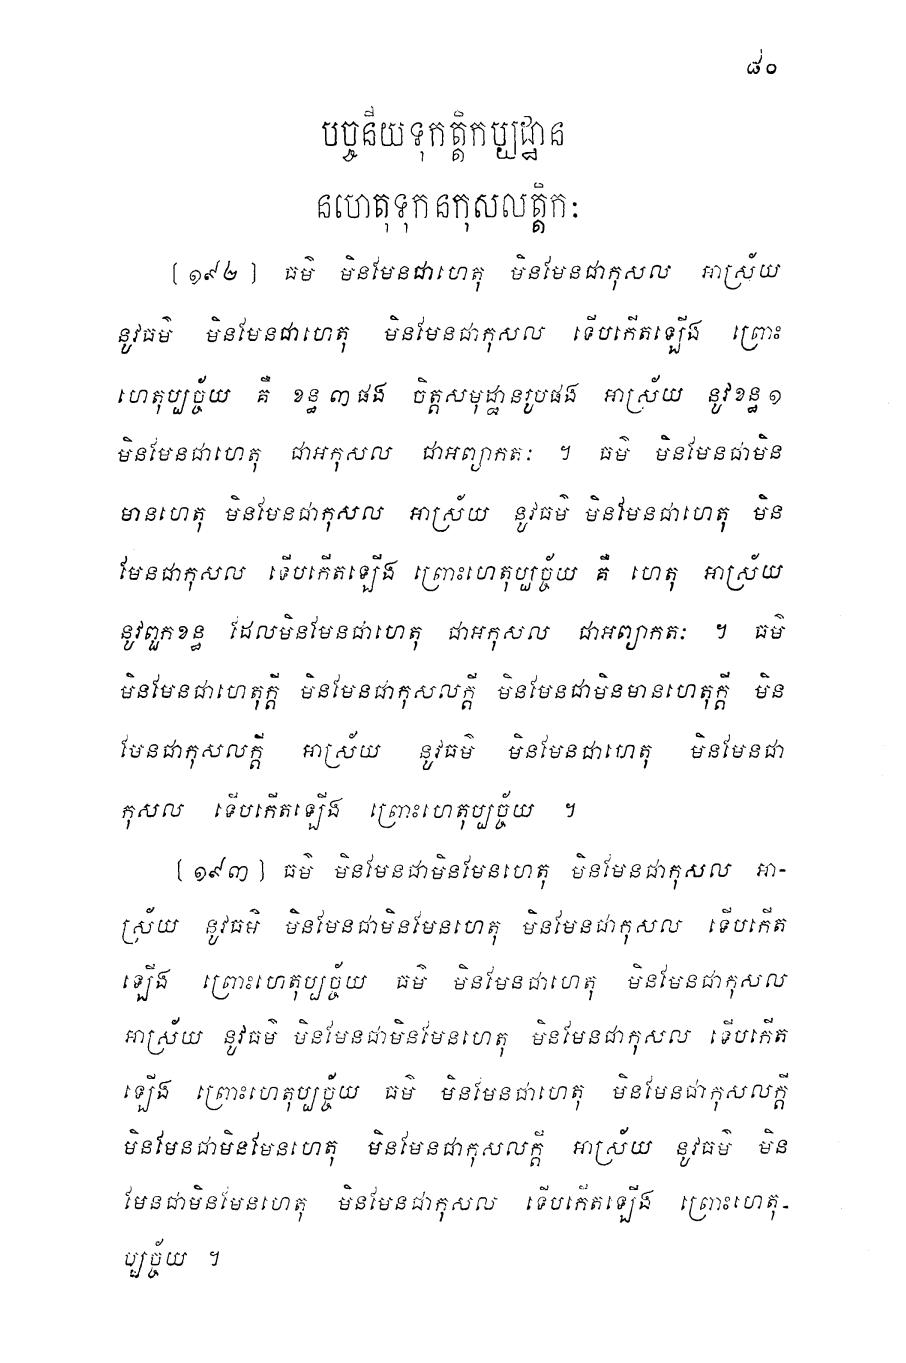 ៨០
បច្ចនីយទុកត្តិកប្បដ្ឋាន
នហេតុទុកនកុសលត្តិកៈ
[១៩២] ធម៌ មិនមែនជាហេតុ មិនមែនជាកុសល អាស្រ័យ
នូវធម៌ មិនមែនជាហេតុ មិនមែនជាកុសល ទើបកើតឡើង ព្រោះ
ហេតុប្បច្ច័យ គឺ ខន្ធ ៣ ផង ចិត្តសមុដ្ឋានរូបផង អាស្រ័យ នូវខន្ធ ១
មិនមែនជាហេតុ ជាអកុសល ជាអព្យាកតៈ ។ ធម៌ មិនមែនជាមិន
មានហេតុ មិនមែនជាកុសល អាស្រ័យ នូវធម៌ មិនមែនជាហេតុ មិន
មែនជាកុសល ទើបកើតឡើង ព្រោះហេតុប្បច្ច័យ គឺ ហេតុ អាស្រ័យ
នូវពួកខន្ធ ដែលមិនមែនជាហេតុ ជាអកុសល ជាអព្យាកតៈ ។ ធម៌
មិនមែនជាហេតុក្តី មិនមែនជាកុសលក្តី មិនមែនជាមិនមានហេតុក្តី មិន
មែនជាកុសលក្តី អាស្រ័យ នូវធម៌ មិនមែនជាហេតុ មិនមែនជា
កុសល ទើបកើតឡើង ព្រោះហេតុប្បច្ច័យ ។
[១៩៣] ធម៌ មិនមែនជាមិនមែនហេតុ មិនមែនជាកុសល អា-
ស្រ័យ នូវធម៌ មិនមែនជាមិនមែនហេតុ មិនមែនជាកុសល ទើបកើត
ឡើង ព្រោះហេតុប្បច្ច័យ ធម៌ មិនមែនជាហេតុ មិនមែនជាកុសល
អាស្រ័យ នូវធម៌ មិនមែនជាមិនមែនហេតុ មិនមែនជាកុសល ទើបកើត
ឡើង ព្រោះហេតុប្បច្ច័យ ធម៌ មិនមែនជាហេតុ មិនមែនជាកុសលក្តី
មិនមែនជាមិនមែនហេតុ មិនមែនជាកុសលក្តី អាស្រ័យ នូវធម៌ មិន
មែនជាមិនមែនហេតុ មិនមែនជាកុសល ទើបកើតឡើង ព្រោះហេតុ-
ប្បច្ច័យ ។